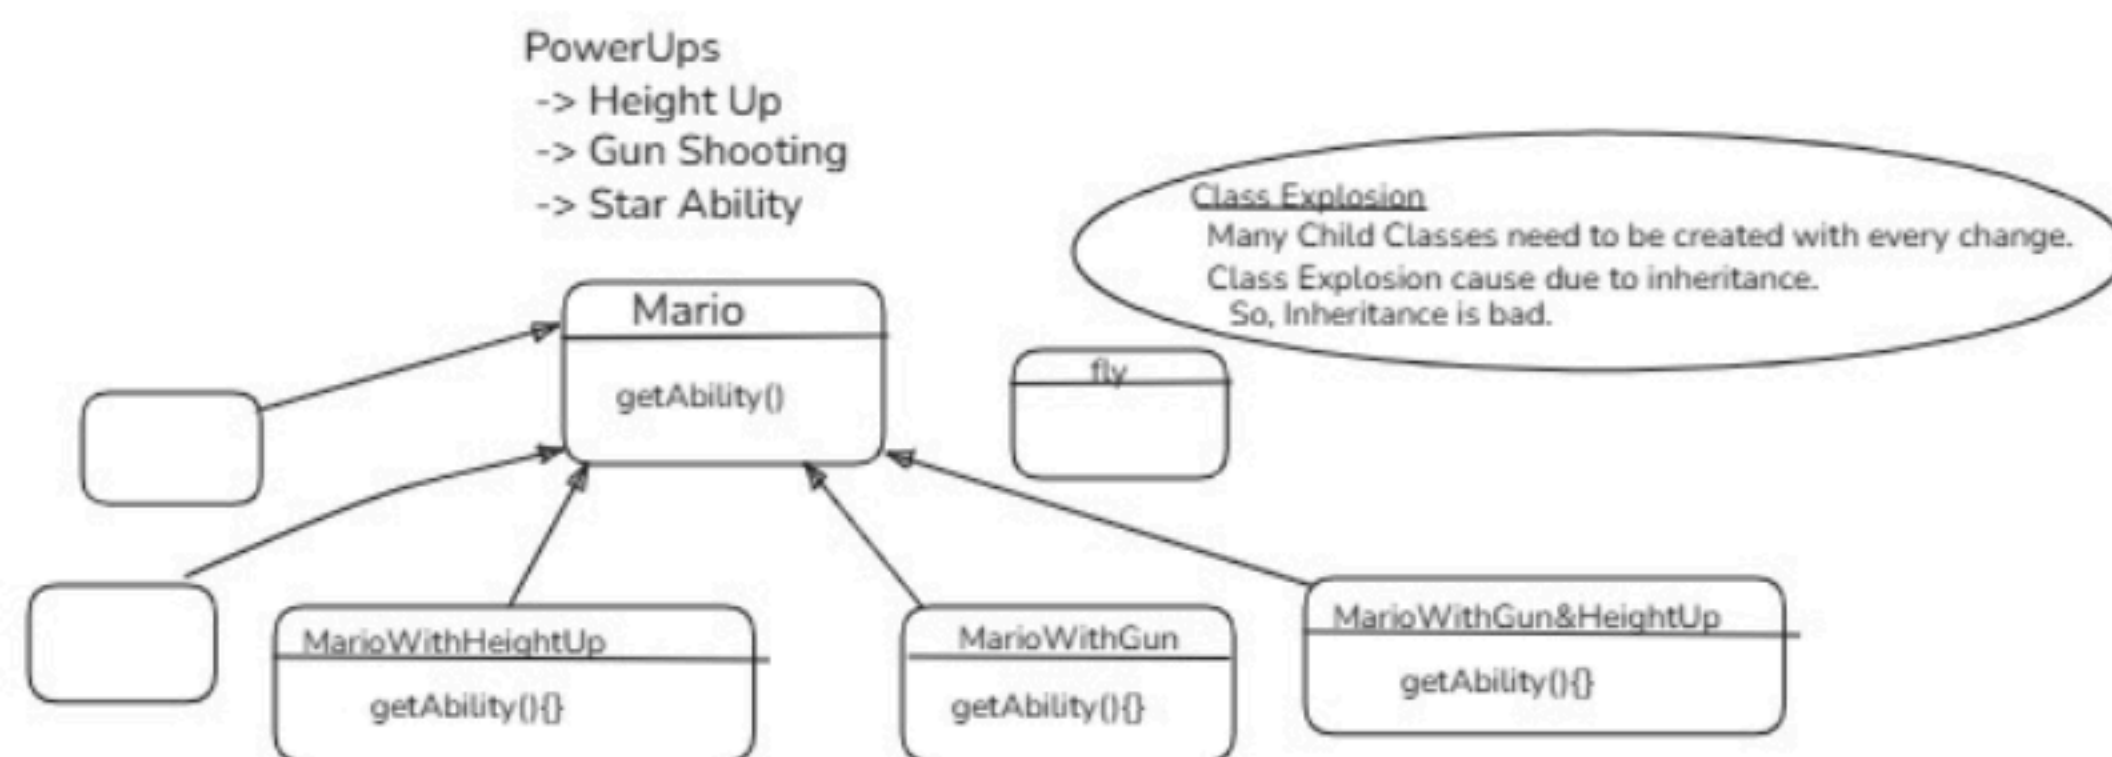 PowerUps
-> Height Up
-> Gun Shooting
-> Star Ability
Class Explosion
Many Child Classes need to be created with every change.
Class Explosion cause due to inheritance.
So, Inheritance is bad.
Mario
getAbility()
fly
MarioWithHeightUp
getAbility(){}
MarioWithGun
getAbility(){}
MarioWithGun&HeightUp
getAbility(){}